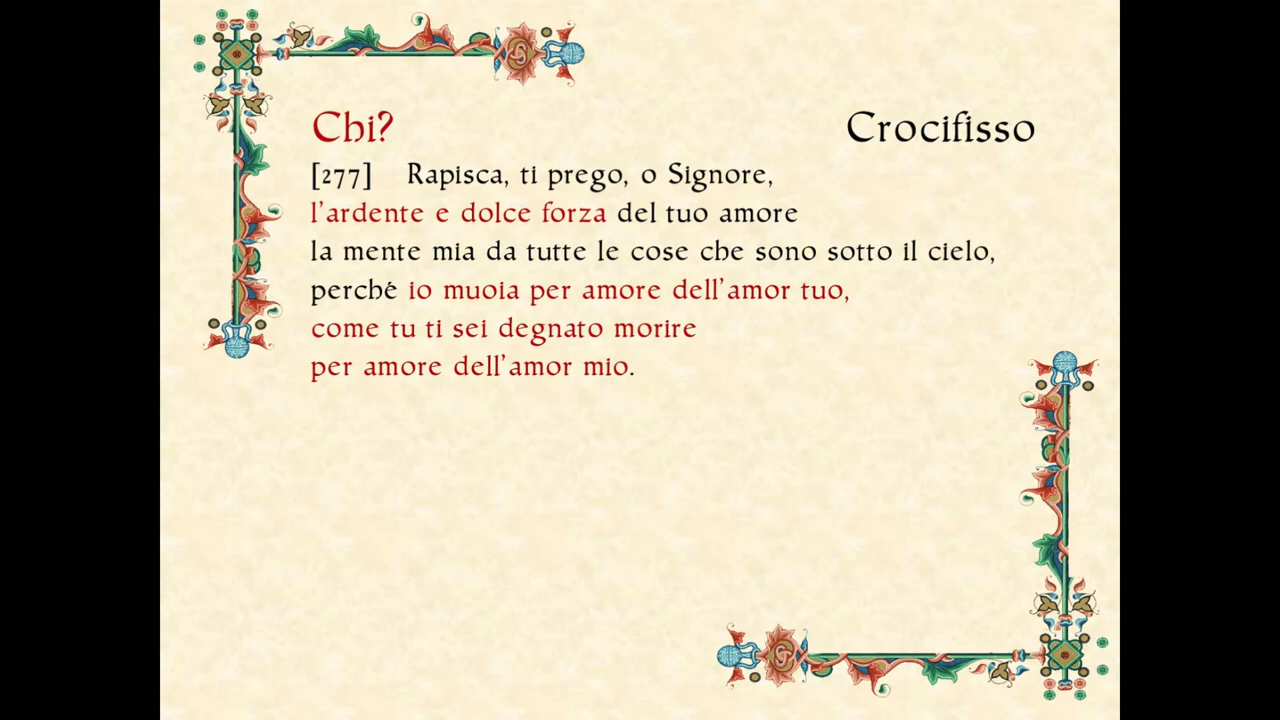 Chi? Crocifisso
[277] Rapisca, ti prego, o Signore,
l'ardente e dolce forza del tuo amore
la mente mia da tutte le cose che sono sotto il cielo,
perché io muoia per amore dell'amor tuo,
come tu ti sei degnato morire
per amore dell'amor mio.